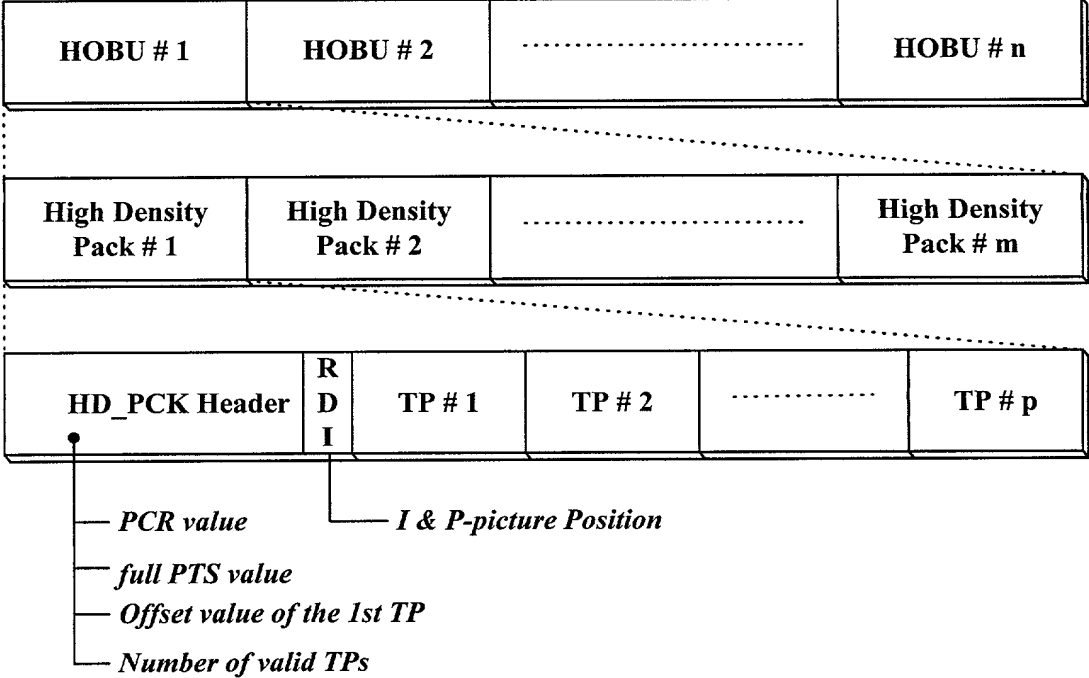 HOBU # 1
HOBU # 2
HOBU # n
High Density
Pack # 1
High Density
Pack # 2
High Density
Pack # m
HD_PCK Header
R
D
I
TP # 1
TP # 2
TP # p
PCR value
I & P-picture Position
full PTS value
Offset value of the 1st TP
Number of valid TPs